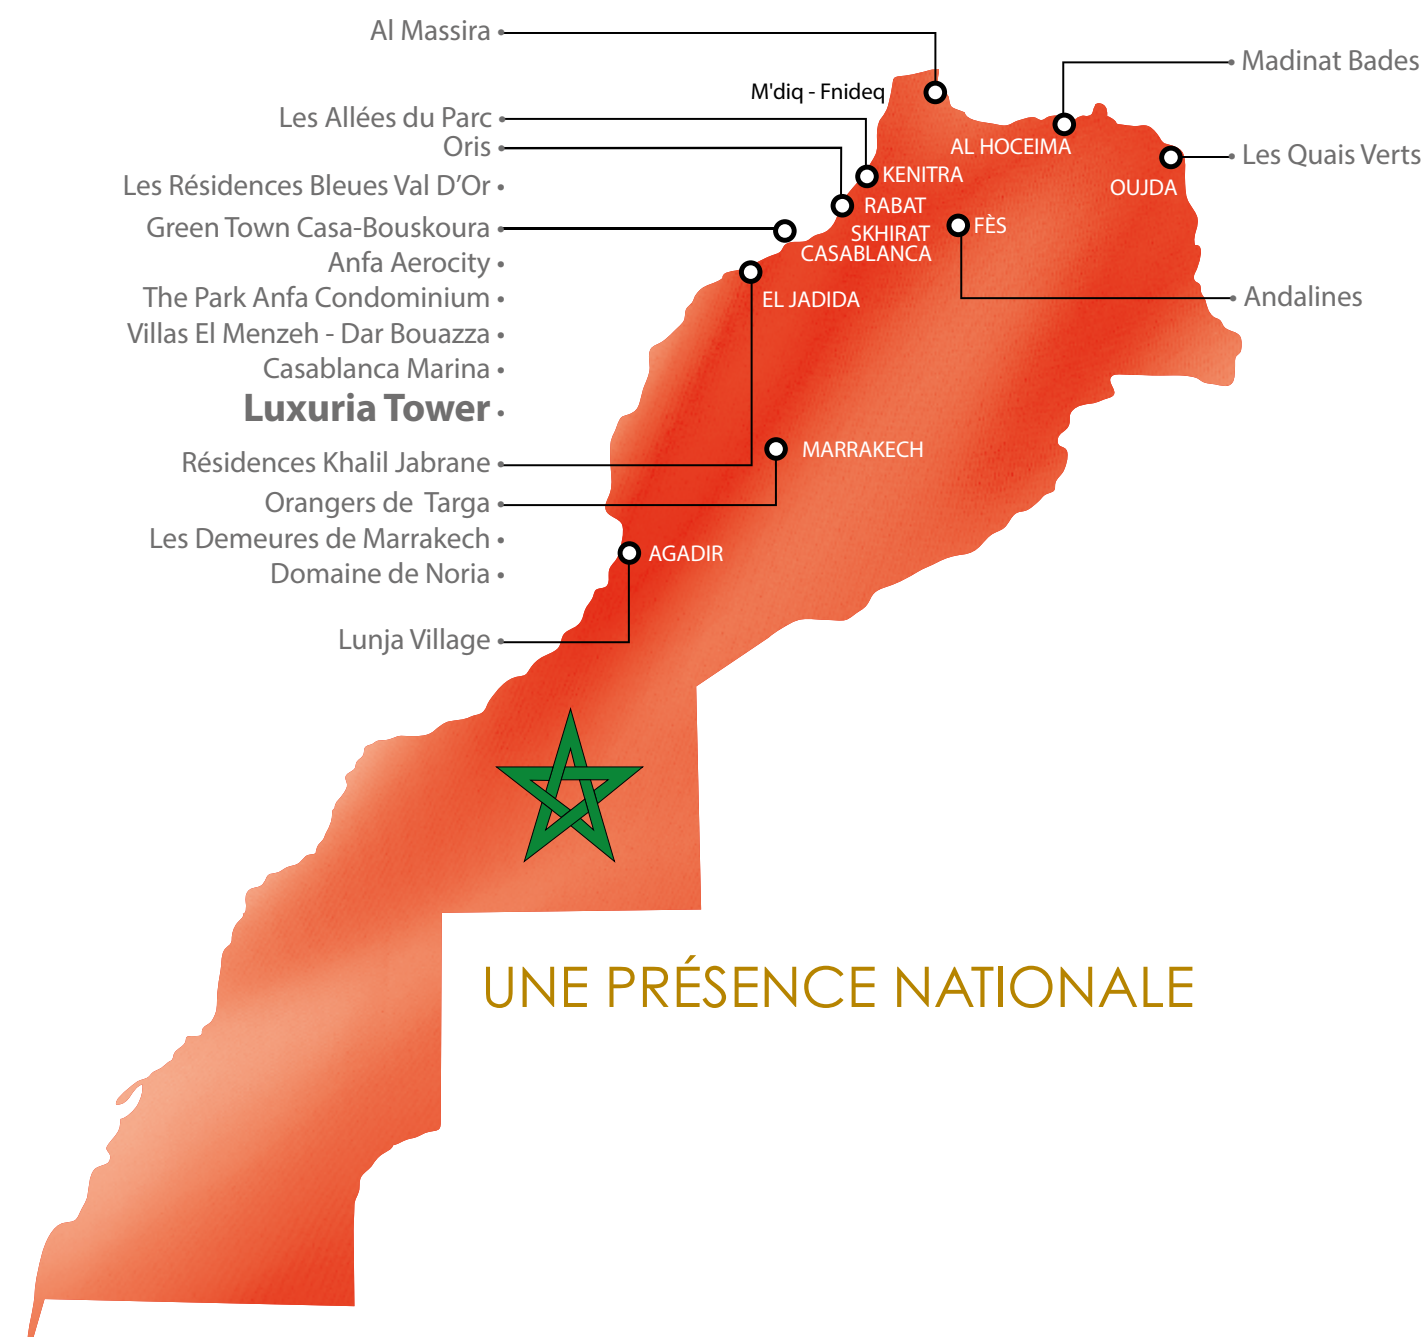 Al Massira
Madinat Bades
M'diq - Fnideq
Les Allées du Parc
Oris
AL HOCEIMA
Les Quais Verts
KENITRA
Les Résidences Bleues Val D’Or
OUJDA
RABAT
Green Town Casa-Bouskoura
SKHIRAT
FÈS
CASABLANCA
Anfa Aerocity
The Park Anfa Condominium
EL JADIDA
Andalines
Villas El Menzeh - Dar Bouazza
Casablanca Marina
Luxuria Tower
MARRAKECH
Résidences Khalil Jabrane
Orangers de Targa
Les Demeures de Marrakech
AGADIR
Domaine de Noria
Lunja Village
UNE PRÉSENCE NATIONALE